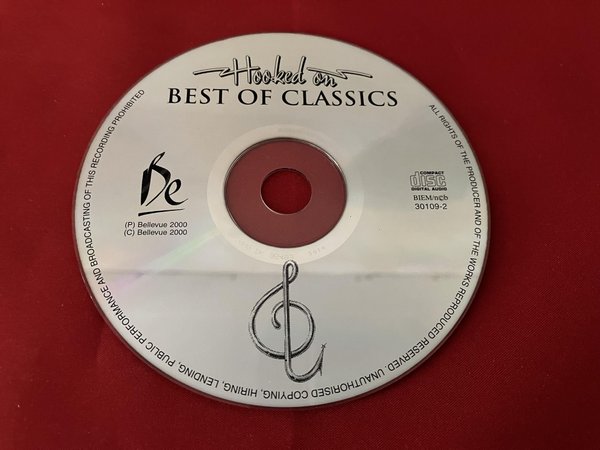 Hooked on
BEST OF CLASSICS
Be
(P) Bellevue 2000
(C) Bellevue 2000
COMPACT
disc
DIGITAL AUDIO
BIEM/ncb
30109-2
ALL RIGHTS OF THE PRODUCER AND OF THE WORKS REPRODUCED RESERVED. UNAUTHORISED COPYING, HIRING, LENDING, PUBLIC PERFORMANCE AND BROADCASTING OF THIS RECORDING PROHIBITED